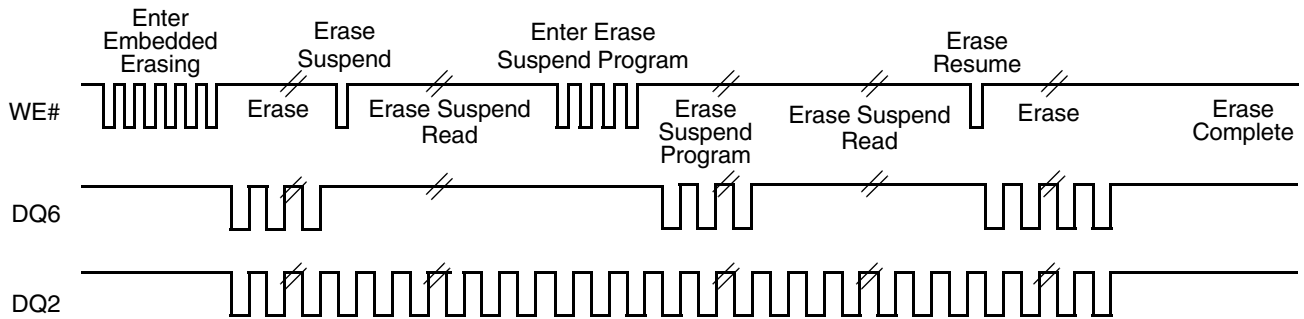 Enter
Embedded
Erasing
Erase
Suspend
Enter Erase
Suspend Program
Erase
Resume
WE#
Erase
Erase Suspend
Read
Erase
Suspend
Program
Erase Suspend
Read
Erase
Erase
Complete
DQ6
DQ2